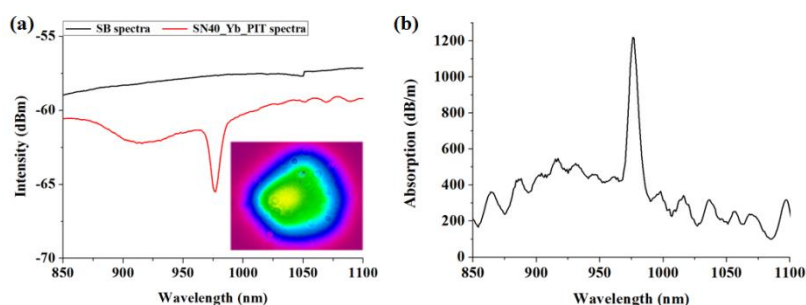 (a)
SB spectra
SN40_Yb_PIT spectra
-55
-60
-65
-70
Intensity (dBm)
850
900
950
1000
1050
1100
Wavelength (nm)
(b)
1200
1000
800
600
400
200
0
Absorption (dB/m)
850
900
950
1000
1050
1100
Wavelength (nm)